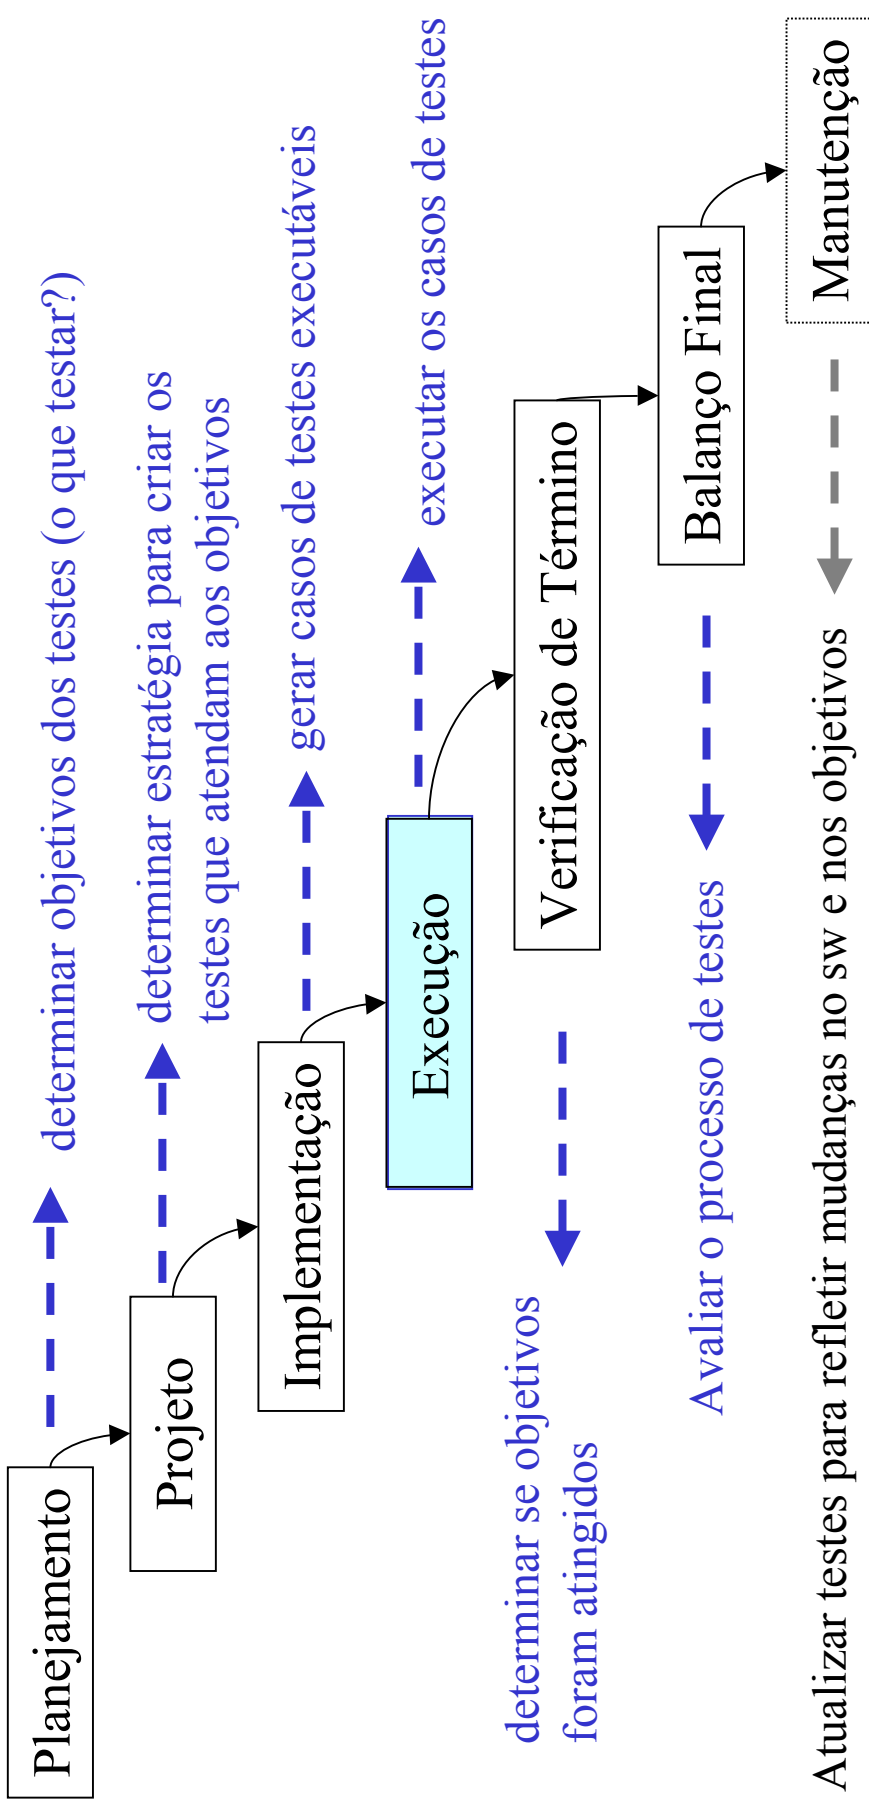 Planejamento
determinar objetivos dos testes (o que testar?)
Projeto
determinar estratégia para criar os
testes que atendam aos objetivos
Implementação
gerar casos de testes executáveis
Execução
executar os casos de testes
Verificação de Término
determinar se objetivos
foram atingidos
Balanço Final
Avaliar o processo de testes
Manutenção
Atualizar testes para refletir mudanças no sw e nos objetivos